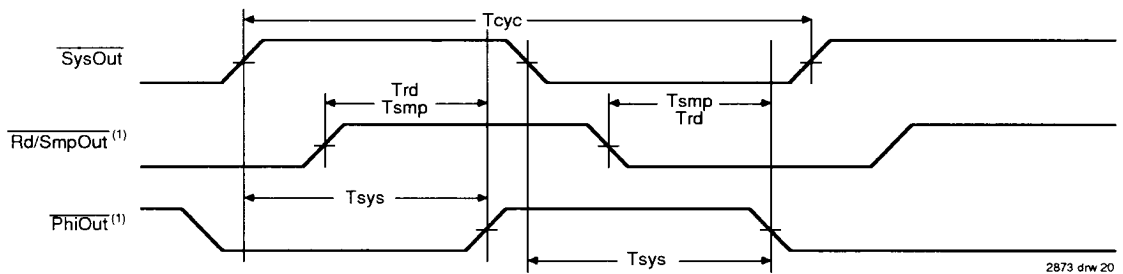 Tcyc
SysOut
Trd
Tsmp
Tsmp
Trd
Rd/SmpOut (1)
Tsys
PhiOut (1)
Tsys
2873 drw 20